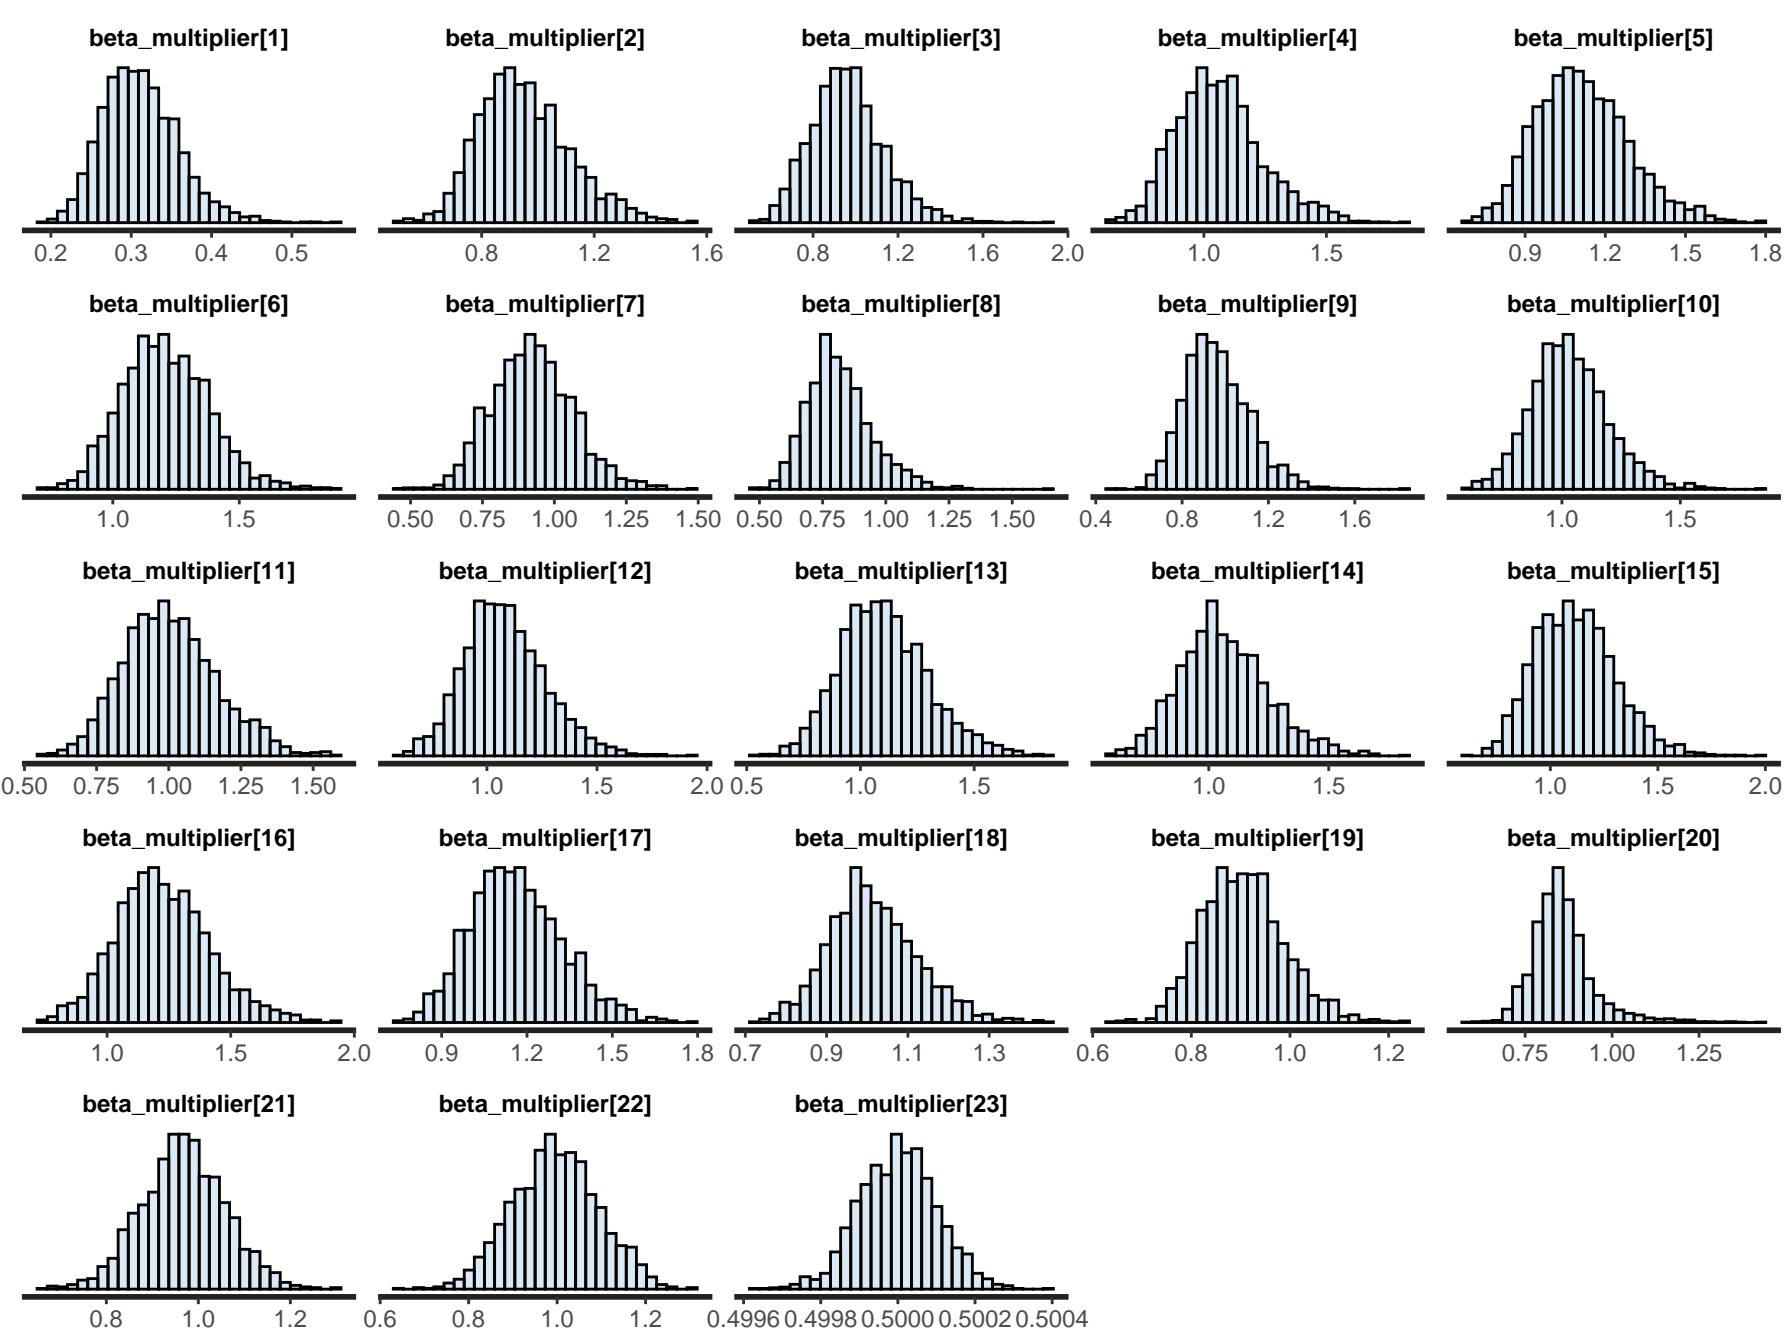 beta_multiplier[1] beta_multiplier[2] beta_multiplier[3] beta_multiplier[4] beta_multiplier[5]
0.2 0.3 0.4 0.5 0.8 1.2 1.6 0.8 1.2 1.6 2.0 1.0 1.5 0.9 1.2 1.5 1.8
beta_multiplier[6] beta_multiplier[7] beta_multiplier[8] beta_multiplier[9] beta_multiplier[10]
1.0 1.5 0.50 0.75 1.00 1.25 1.50 0.50 0.75 1.00 1.25 1.50 0.4 0.8 1.2 1.6 1.0 1.5
beta_multiplier[11] beta_multiplier[12] beta_multiplier[13] beta_multiplier[14] beta_multiplier[15]
0.50 0.75 1.00 1.25 1.50 1.0 1.5 2.0 0.5 1.0 1.5 1.0 1.5 1.0 1.5 2.0
beta_multiplier[16] beta_multiplier[17] beta_multiplier[18] beta_multiplier[19] beta_multiplier[20]
1.0 1.5 2.0 0.9 1.2 1.5 1.8 0.7 0.9 1.1 1.3 0.6 0.8 1.0 1.2 0.75 1.00 1.25
beta_multiplier[21] beta_multiplier[22] beta_multiplier[23]
0.8 1.0 1.2 0.6 0.8 1.0 1.2 0.4996 0.4998 0.5000 0.5002 0.5004